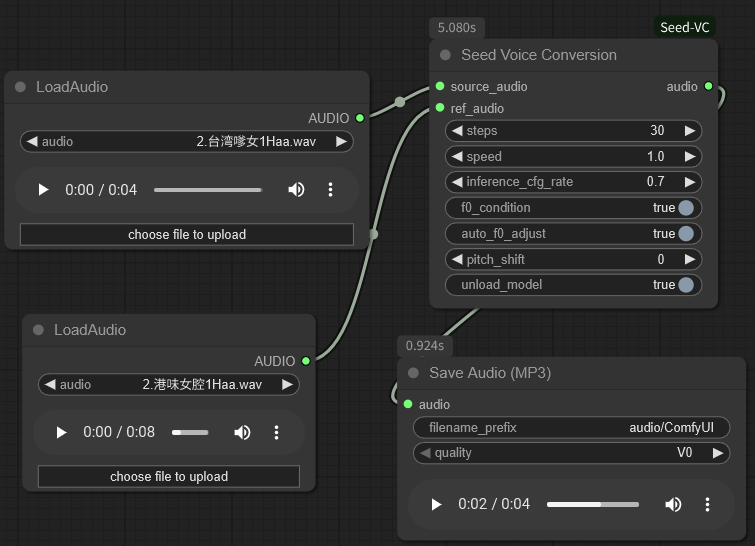 5.080s
Seed-VC
Seed Voice Conversion
source_audio
audio
ref_audio
steps 30
speed 1.0
inference_cfg_rate 0.7
f0_condition true
auto_f0_adjust true
pitch_shift 0
unload_model true
LoadAudio
AUDIO
audio 2.台湾嗲女1Haa.wav
0:00 / 0:04
choose file to upload
LoadAudio
AUDIO
audio 2.港味女腔1Haa.wav
0:00 / 0:08
choose file to upload
0.924s
Save Audio (MP3)
audio
filename_prefix audio/ComfyUI
quality V0
0:02 / 0:04